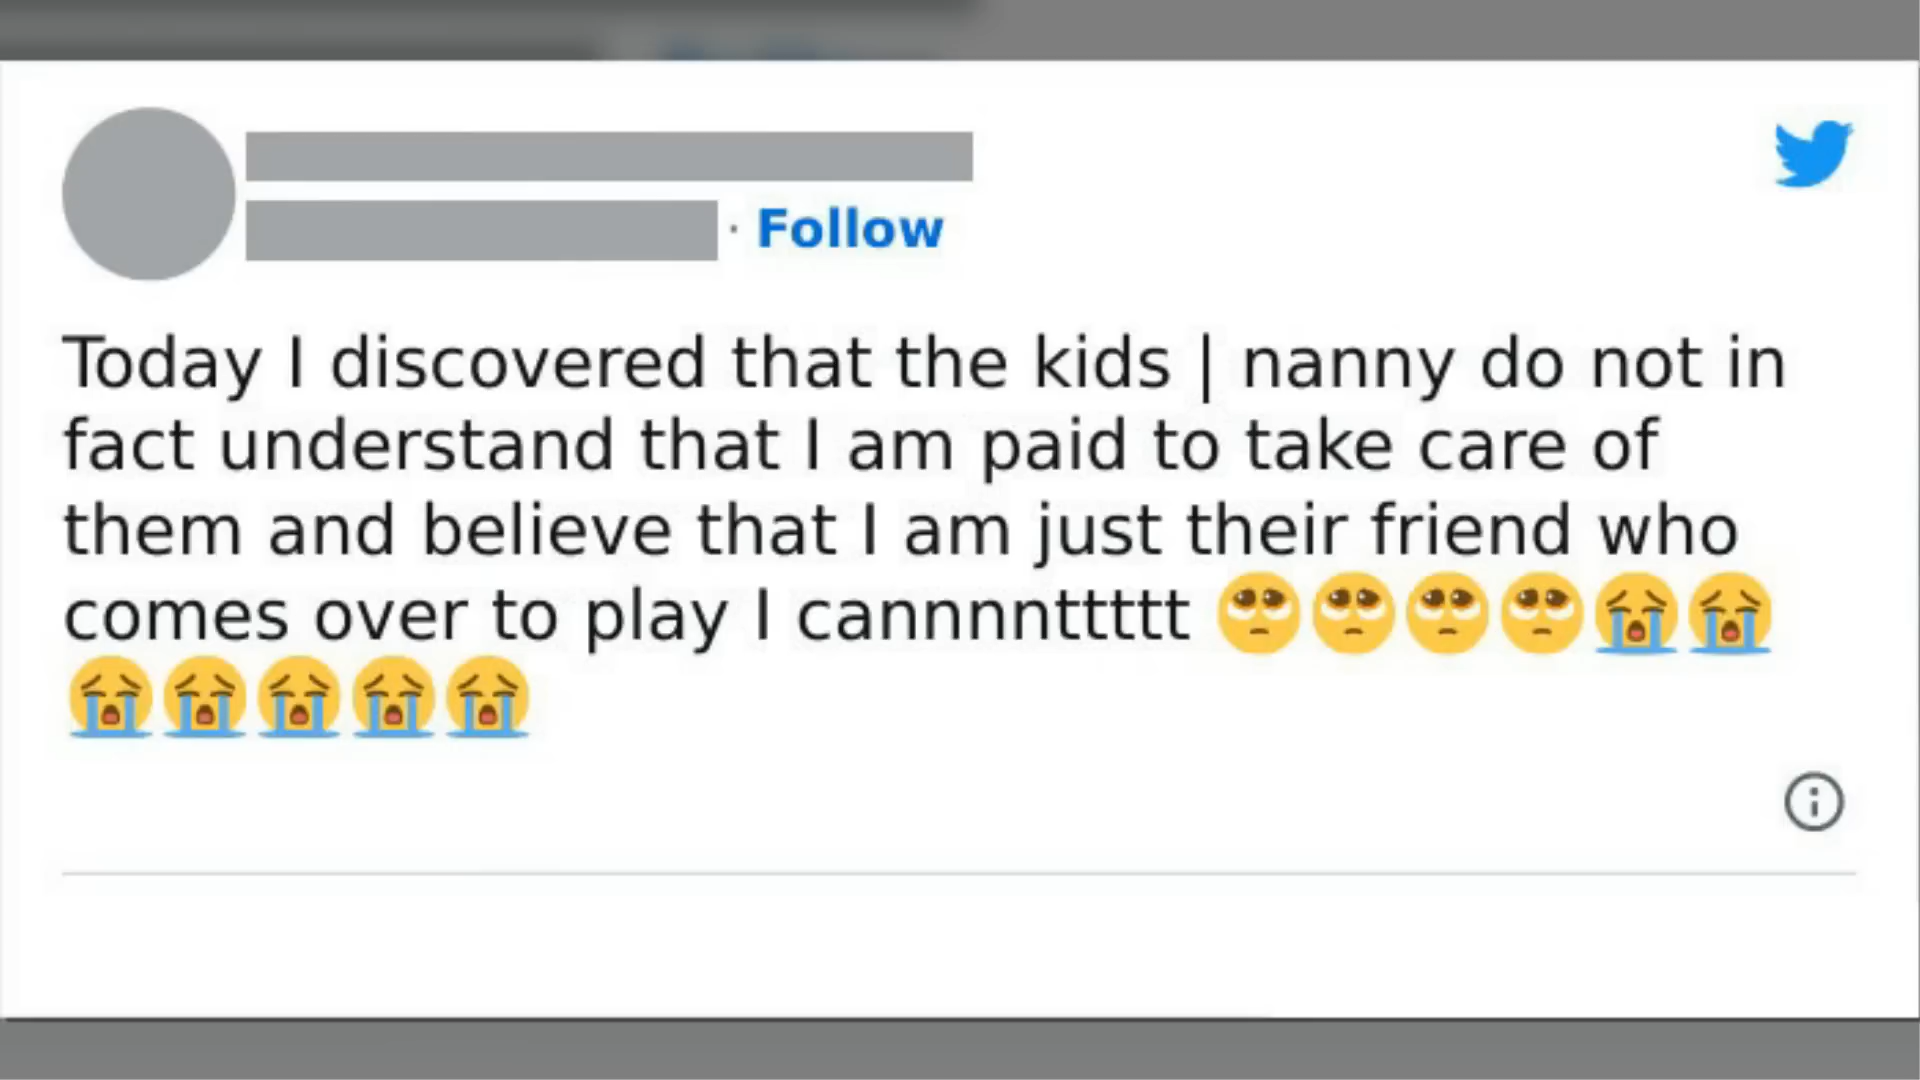 · Follow
Today I discovered that the kids | nanny do not in
fact understand that I am paid to take care of
them and believe that I am just their friend who
comes over to play I cannnnttttt 🥺🥺🥺🥺😭😭
😭😭😭😭😭